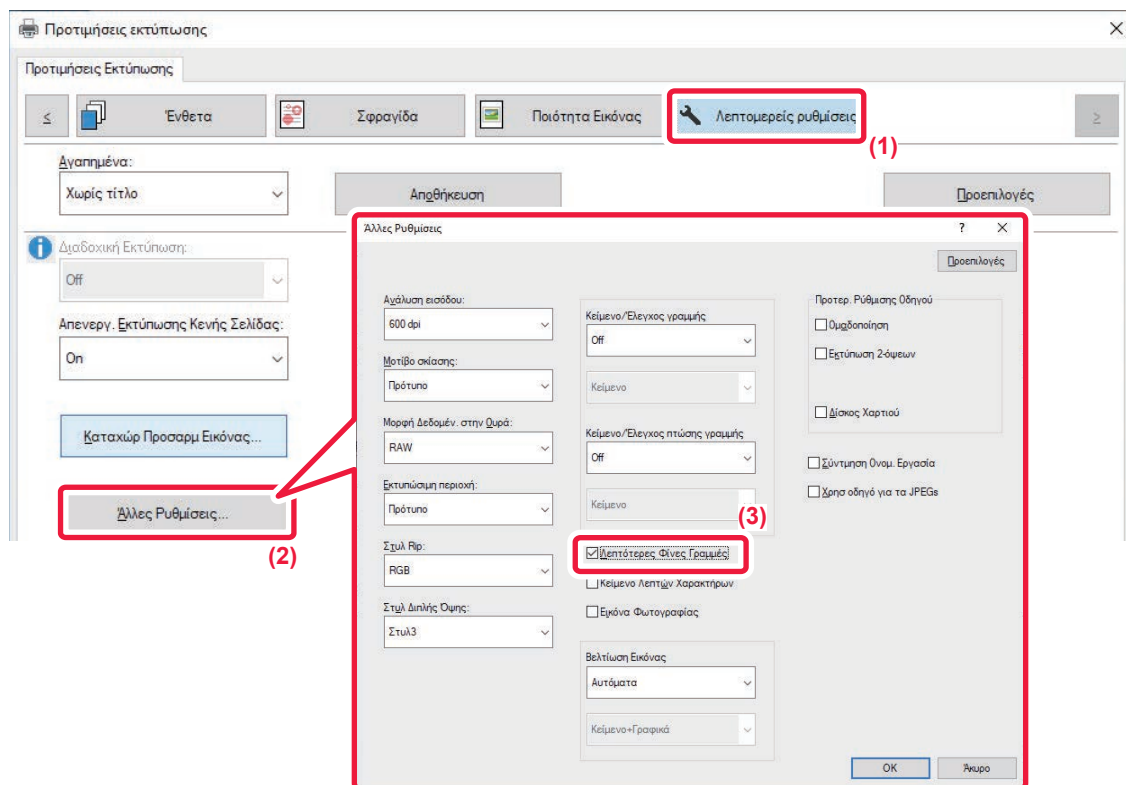 Προτιμήσεις εκτύπωσης
Προτιμήσεις Εκτύπωσης
≤
Ένθετα
Σφραγίδα
Ποιότητα Εικόνας
Λεπτομερείς ρυθμίσεις
≥
(1)
Αγαπημένα:
Χωρίς τίτλο
Αποθήκευση
Προεπιλογές
Διαδοχική Εκτύπωση:
Off
Απενεργ. Εκτύπωσης Κενής Σελίδας:
On
Καταχώρ Προσαρμ Εικόνας...
Άλλες Ρυθμίσεις...
(2)
Άλλες Ρυθμίσεις
?
Προεπιλογές
Ανάλυση εισόδου:
600 dpi
Μοτίβο σκίασης:
Πρότυπο
Μορφή Δεδομέν. στην Ουρά:
RAW
Εκτυπώσιμη περιοχή:
Πρότυπο
Στυλ Rip:
RGB
Στυλ Διπλής Όψης:
Στυλ3
Κείμενο/Έλεγχος γραμμής
Off
Κείμενο
Κείμενο/Έλεγχος πτώσης γραμμής
Off
Κείμενο
(3)
Λεπτότερες Φίνες Γραμμές
Κείμενο Λεπτών Χαρακτήρων
Εικόνα Φωτογραφίας
Βελτίωση Εικόνας
Αυτόματα
Κείμενο+Γραφικά
Προτερ. Ρύθμισης Οδηγού
Ομαδοποίηση
Εκτύπωση 2-όψεων
Δίσκος Χαρτιού
Σύντμηση Ονομ. Εργασία
Χρησ οδηγό για τα JPEGs
OK
Άκυρο